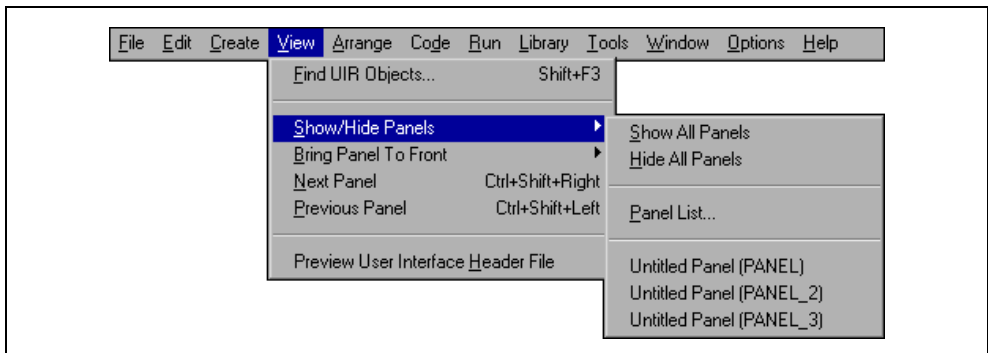 File Edit Create View Arrange Code Run Library Tools Window Options Help
Find UIR Objects... Shift+F3
Show/Hide Panels
Bring Panel To Front
Next Panel Ctrl+Shift+Right
Previous Panel Ctrl+Shift+Left
Preview User Interface Header File
Show All Panels
Hide All Panels
Panel List...
Untitled Panel (PANEL)
Untitled Panel (PANEL_2)
Untitled Panel (PANEL_3)